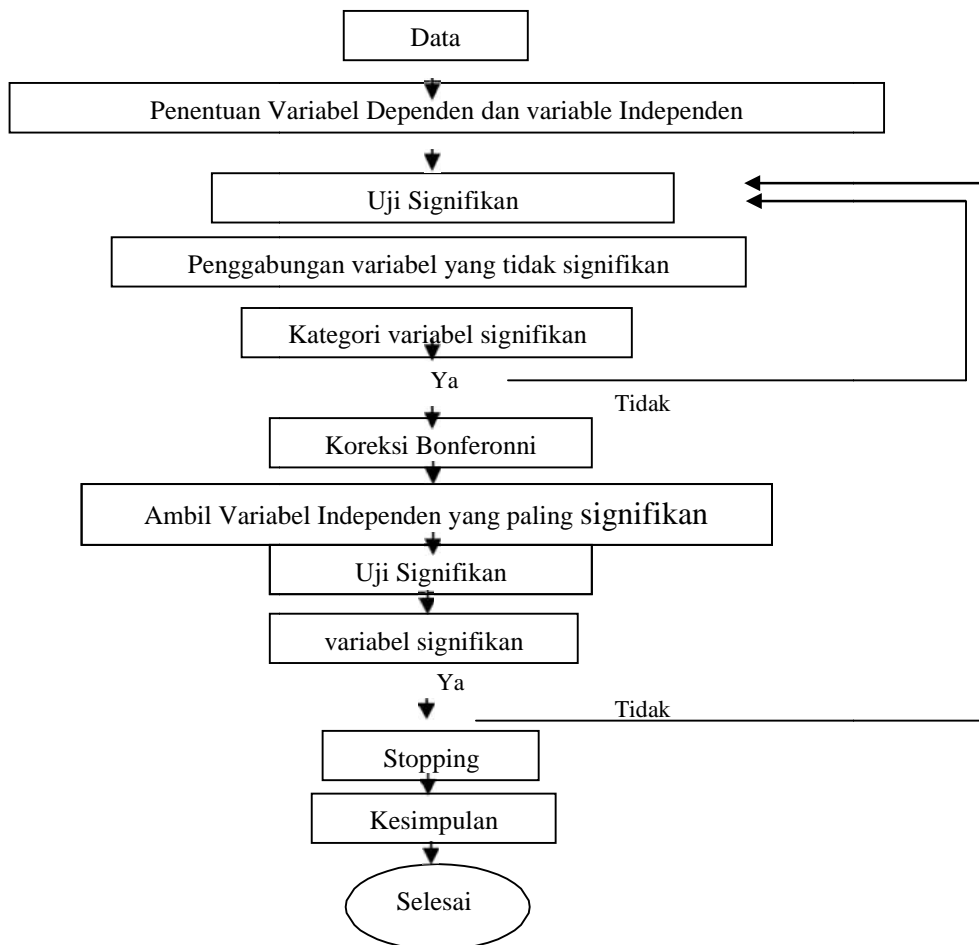 Data
Penentuan Variabel Dependen dan variable Independen
Uji Signifikan
Penggabungan variabel yang tidak signifikan
Kategori variabel signifikan
Ya
Tidak
Koreksi Bonferonni
Ambil Variabel Independen yang paling signifikan
Uji Signifikan
variabel signifikan
Ya
Tidak
Stopping
Kesimpulan
Selesai